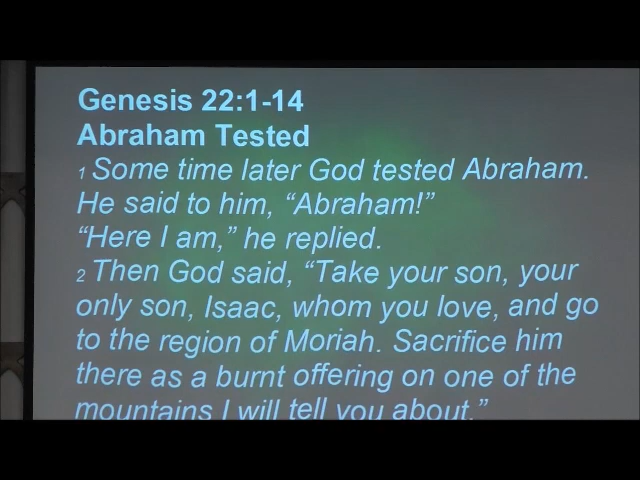 Genesis 22:1-14
Abraham Tested
1 Some time later God tested Abraham.
He said to him, “Abraham!”
“Here I am,” he replied.
2 Then God said, “Take your son, your
only son, Isaac, whom you love, and go
to the region of Moriah. Sacrifice him
there as a burnt offering on one of the
mountains I will tell you about.”